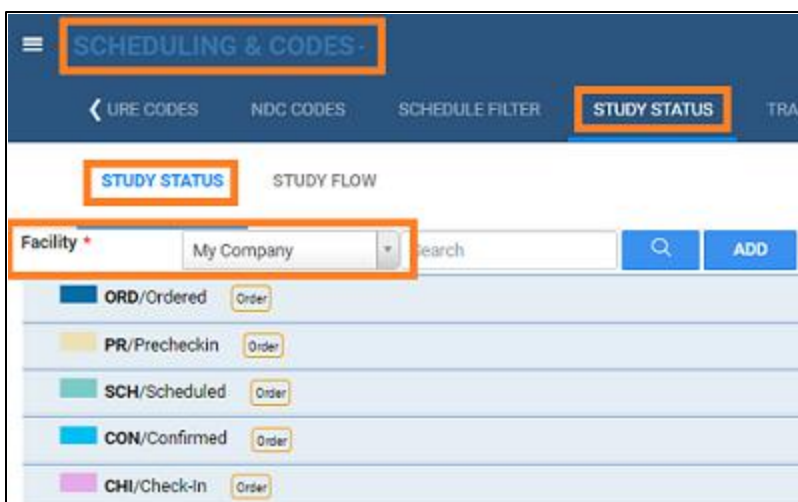 SCHEDULING & CODES -
❮ URE CODES NDC CODES SCHEDULE FILTER STUDY STATUS TRA
STUDY STATUS STUDY FLOW
Facility * My Company Search ADD
ORD/Ordered Order
PR/Precheckin Order
SCH/Scheduled Order
CON/Confirmed Order
CHI/Check-In Order